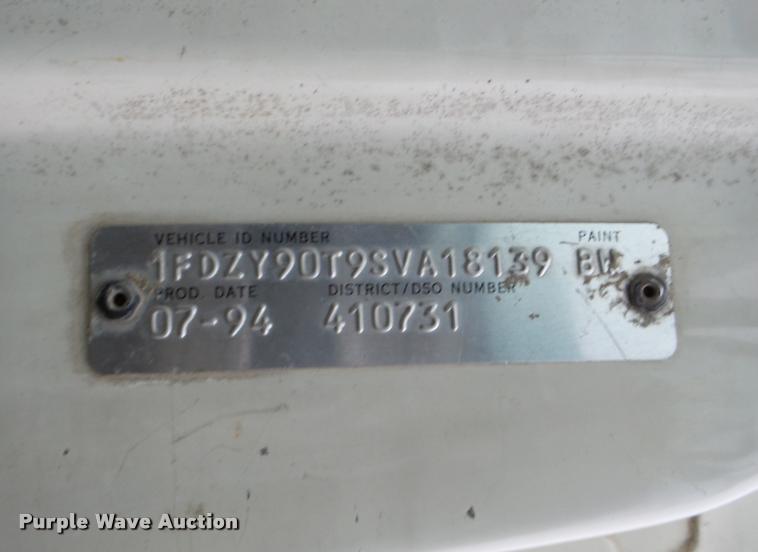 VEHICLE ID NUMBER PAINT
1FDZY90T9SVA18139
PROD. DATE DISTRICT/DSO NUMBER
07-94 410731
Purple Wave Auction